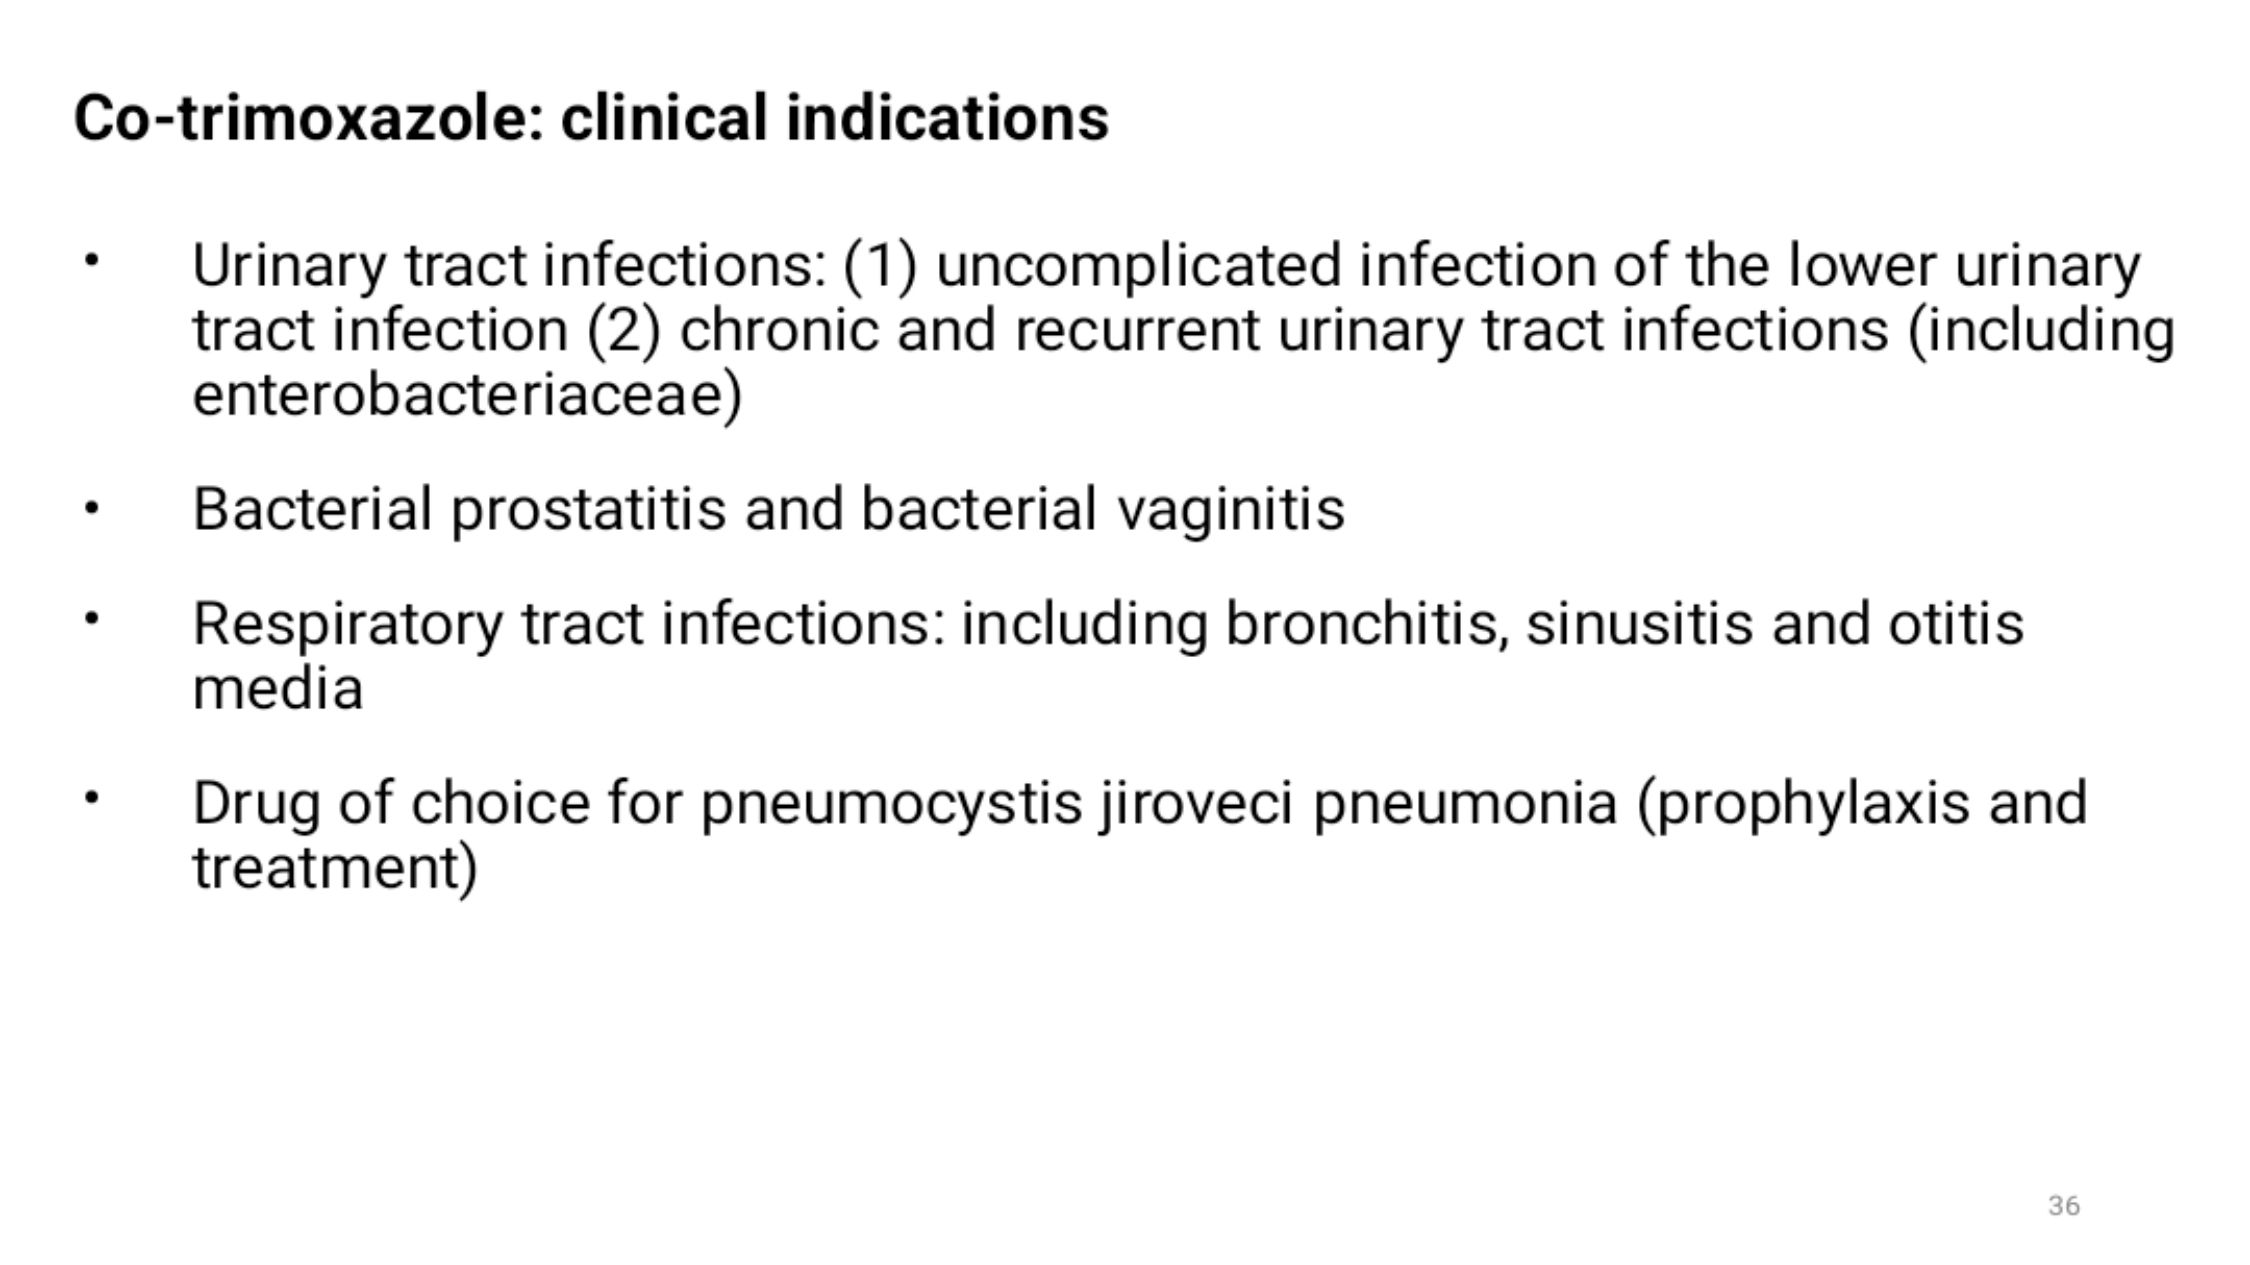 Co-trimoxazole: clinical indications
• Urinary tract infections: (1) uncomplicated infection of the lower urinary
tract infection (2) chronic and recurrent urinary tract infections (including
enterobacteriaceae)
• Bacterial prostatitis and bacterial vaginitis
• Respiratory tract infections: including bronchitis, sinusitis and otitis
media
• Drug of choice for pneumocystis jiroveci pneumonia (prophylaxis and
treatment)
36